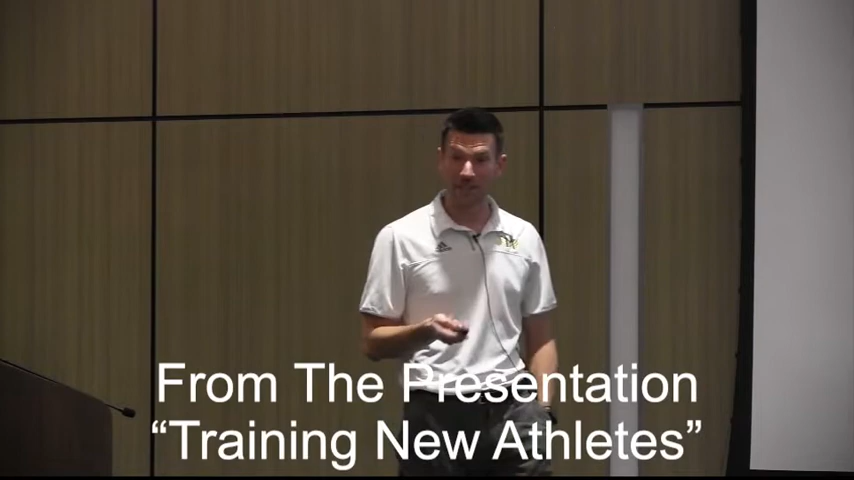 From The Presentation
“Training New Athletes”